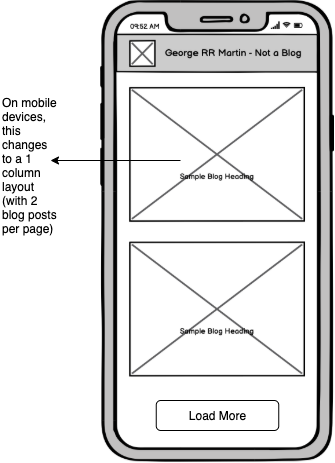 09:52 AM
George RR Martin - Not a Blog
On mobile
devices,
this
changes
to a 1
column
layout
(with 2
blog posts
per page)
Sample Blog Heading
Sample Blog Heading
Load More